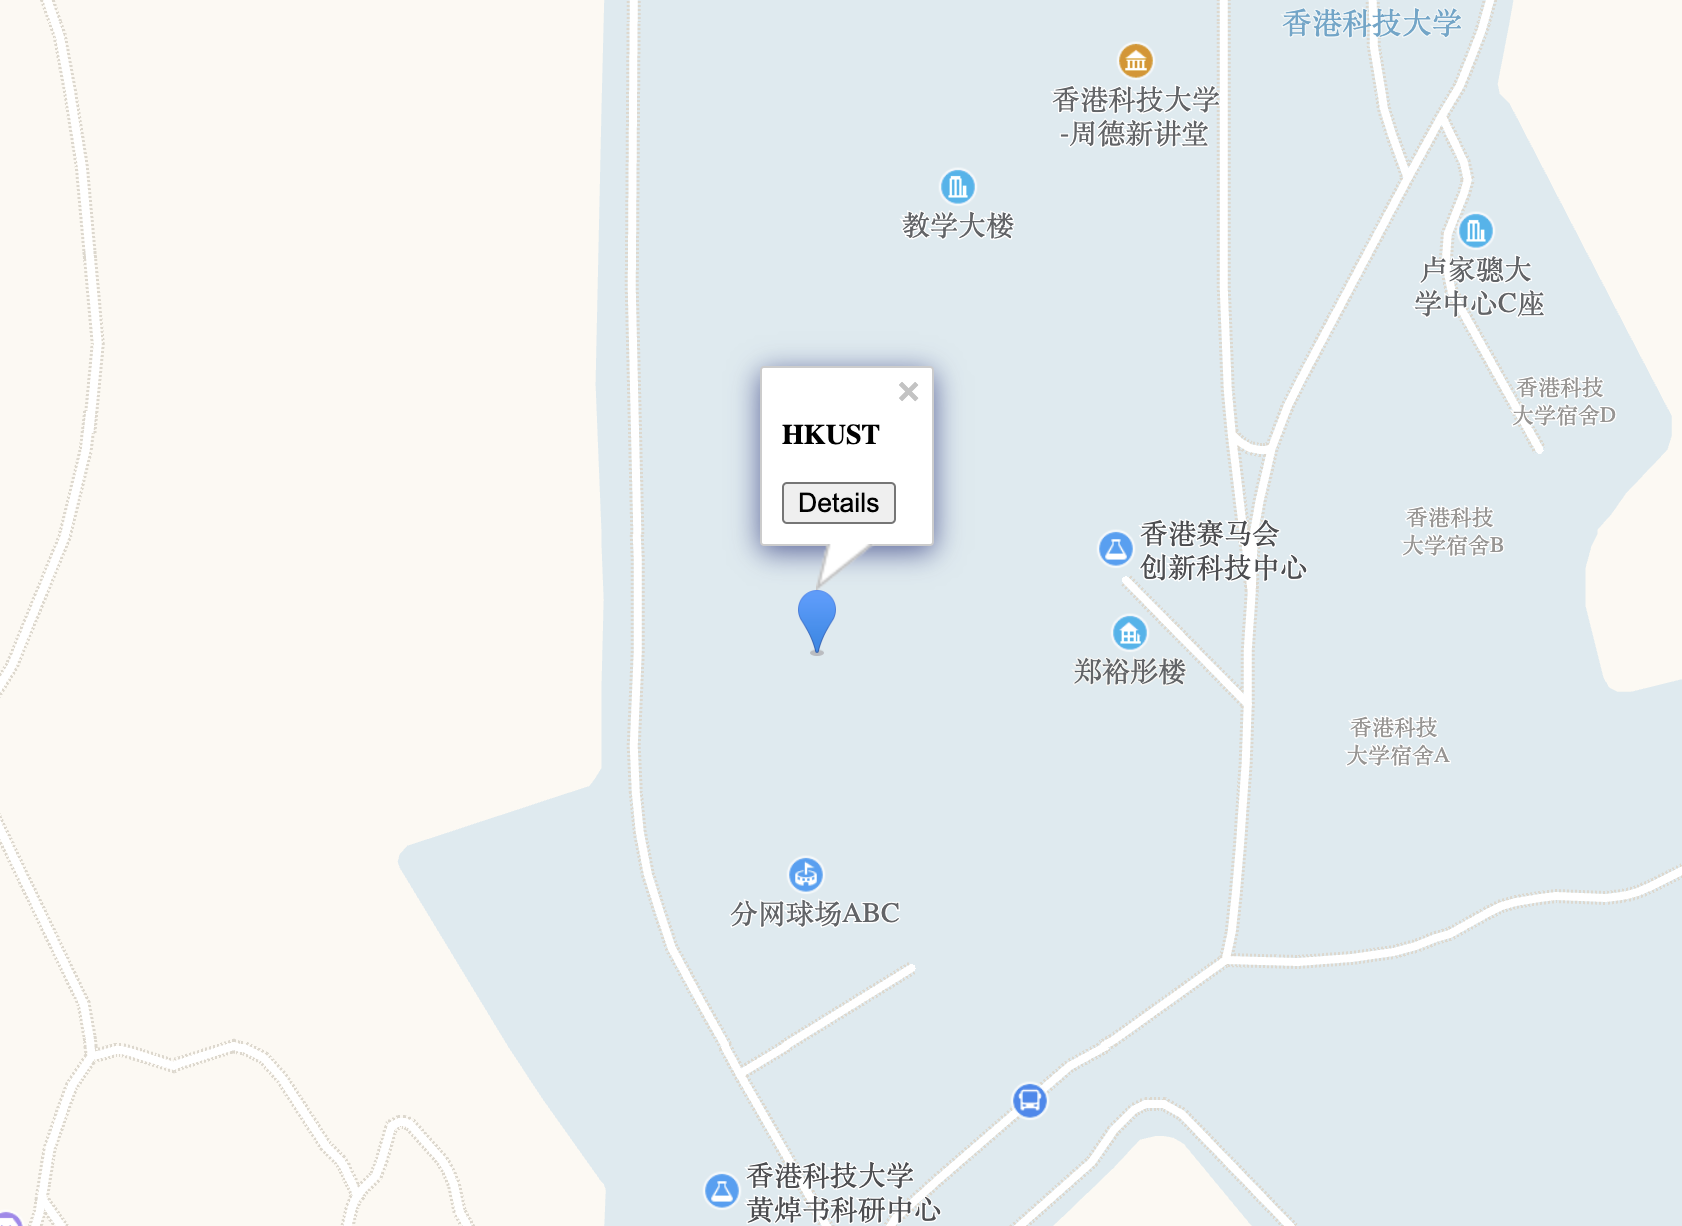 香港科技大学
香港科技大学
-周德新讲堂
教学大楼
卢家骢大
学中心C座
香港科技
大学宿舍D
×
HKUST
Details
香港科技
大学宿舍B
香港赛马会
创新科技中心
郑裕彤楼
香港科技
大学宿舍A
分网球场ABC
香港科技大学
黄焯书科研中心